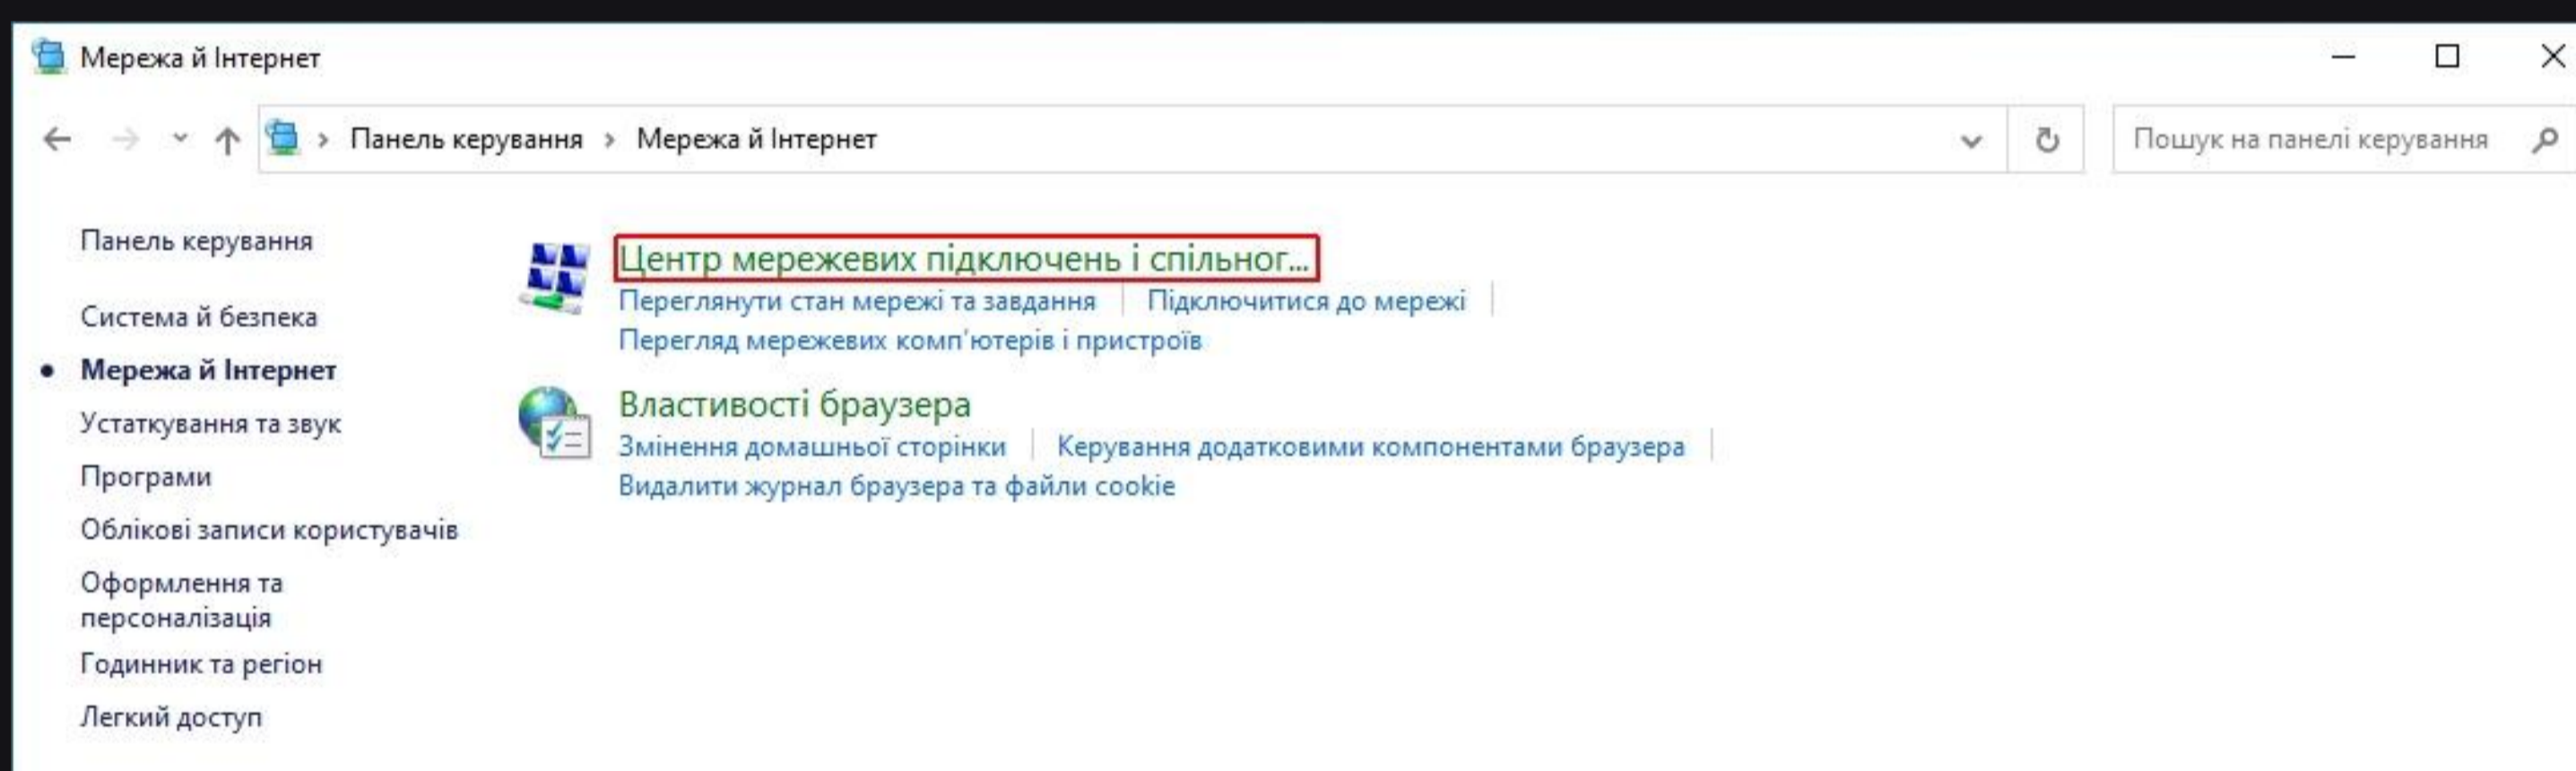 Мережа й Інтернет
Панель керування › Мережа й Інтернет
Пошук на панелі керування
Панель керування
Система й безпека
Мережа й Інтернет
Устаткування та звук
Програми
Облікові записи користувачів
Оформлення та
персоналізація
Годинник та регіон
Легкий доступ
Центр мережевих підключень і спільног...
Переглянути стан мережі та завдання | Підключитися до мережі |
Перегляд мережевих комп'ютерів і пристроїв
Властивості браузера
Змінення домашньої сторінки | Керування додатковими компонентами браузера |
Видалити журнал браузера та файли cookie